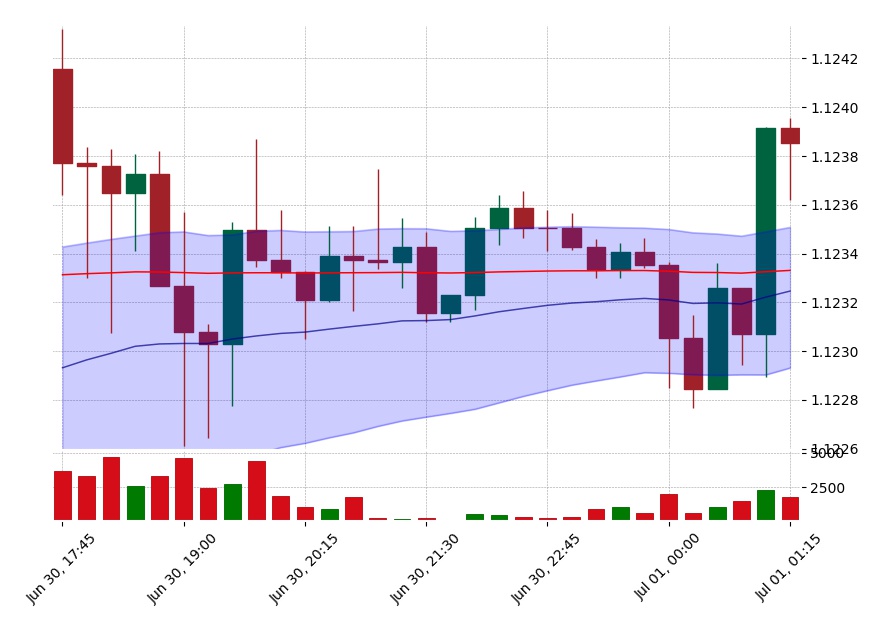 1.1242
1.1240
1.1238
1.1236
1.1234
1.1232
1.1230
1.1228
1.1226
5000
2500
Jun 30, 17:45
Jun 30, 19:00
Jun 30, 20:15
Jun 30, 21:30
Jun 30, 22:45
Jul 01, 00:00
Jul 01, 01:15